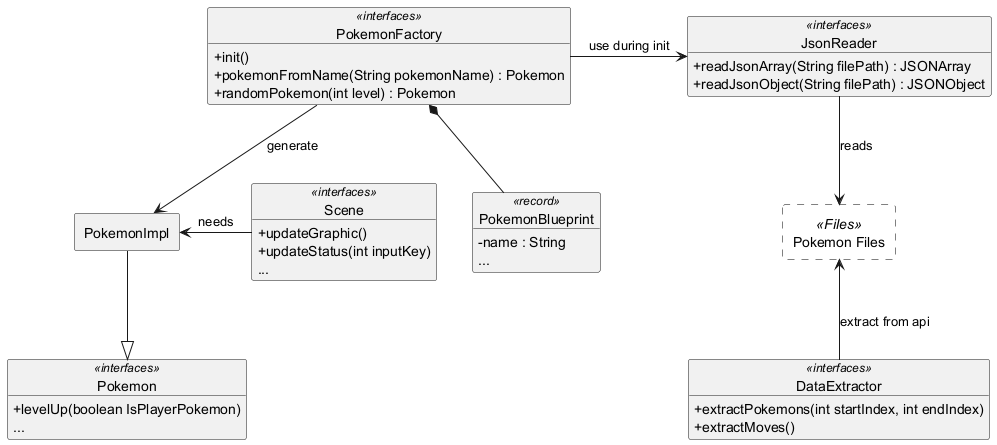 «interfaces»
PokemonFactory
+init()
+pokemonFromName(String pokemonName) : Pokemon
+randomPokemon(int level) : Pokemon
use during init
«interfaces»
JsonReader
+readJsonArray(String filePath) : JSONArray
+readJsonObject(String filePath) : JSONObject
generate
reads
PokemonImpl
needs
«interfaces»
Scene
+updateGraphic()
+updateStatus(int inputKey)
...
«record»
PokemonBlueprint
-name : String
...
«Files»
Pokemon Files
extract from api
«interfaces»
Pokemon
+levelUp(boolean IsPlayerPokemon)
...
«interfaces»
DataExtractor
+extractPokemons(int startIndex, int endIndex)
+extractMoves()